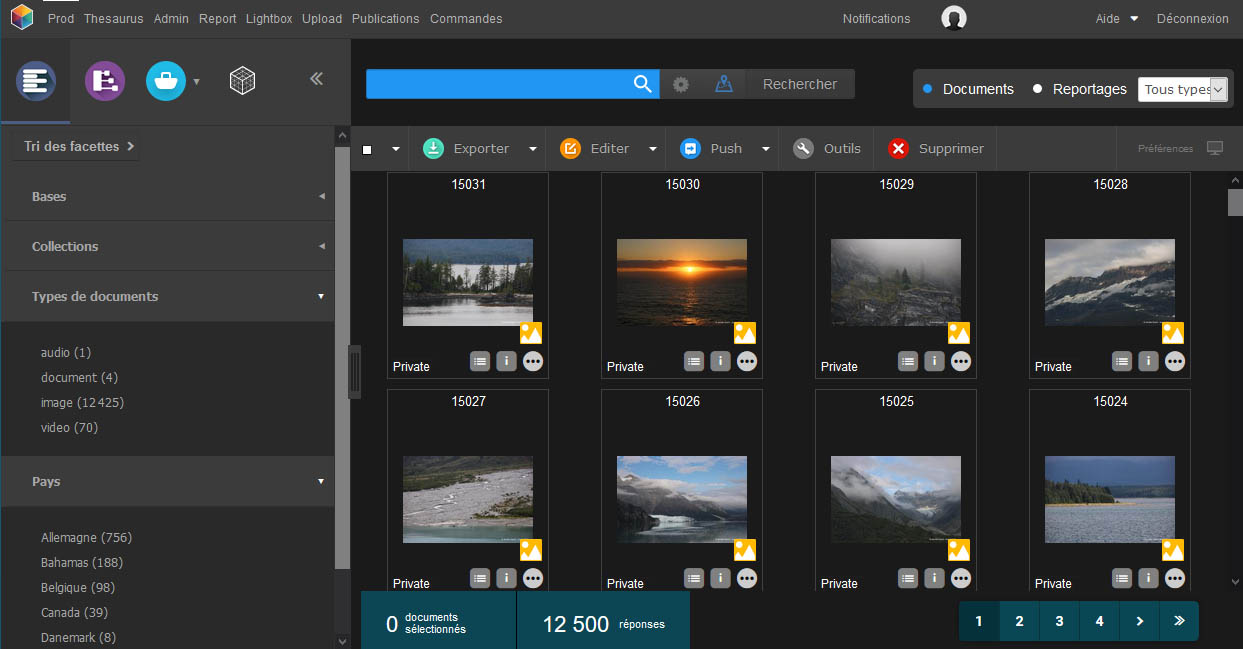 Prod Thesaurus Admin Report Lightbox Upload Publications Commandes Notifications Aide Déconnexion
Rechercher Documents Reportages Tous types
Tri des facettes
Exporter Editer Push Outils Supprimer Préférences
Bases
Collections
Types de documents
audio (1)
document (4)
image (12 425)
video (70)
Pays
Allemagne (756)
Bahamas (188)
Belgique (98)
Canada (39)
Danemark (8)
15031 15030 15029 15028
Private Private Private Private
15027 15026 15025 15024
Private Private Private Private
0 documents
sélectionnés
12 500 réponses
1 2 3 4